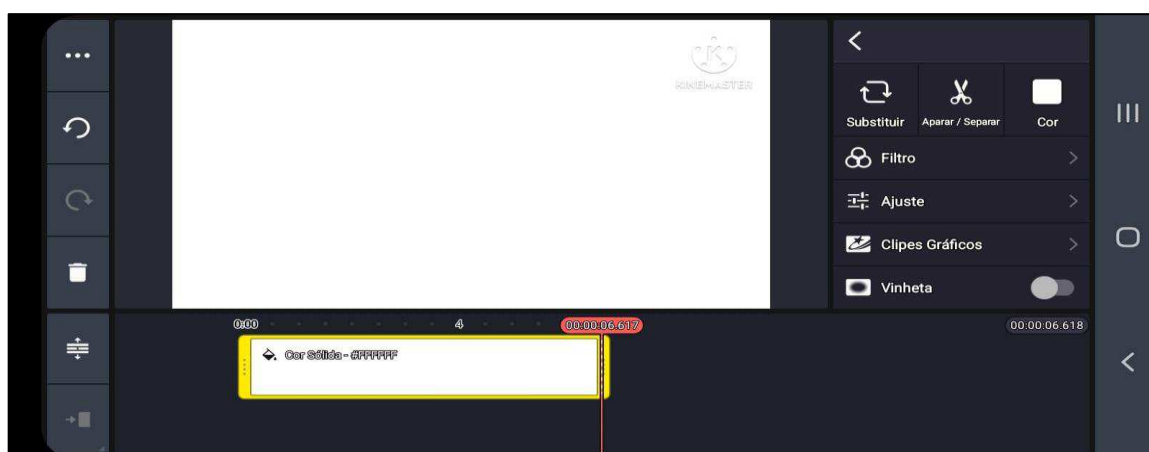 KINEMASTER
Substituir
Aparar / Separar
Cor
Filtro
Ajuste
Clipes Gráficos
Vinheta
0:00
4
00:00:06.617
00:00:06.618
Cor Sólida - #FFFFFF